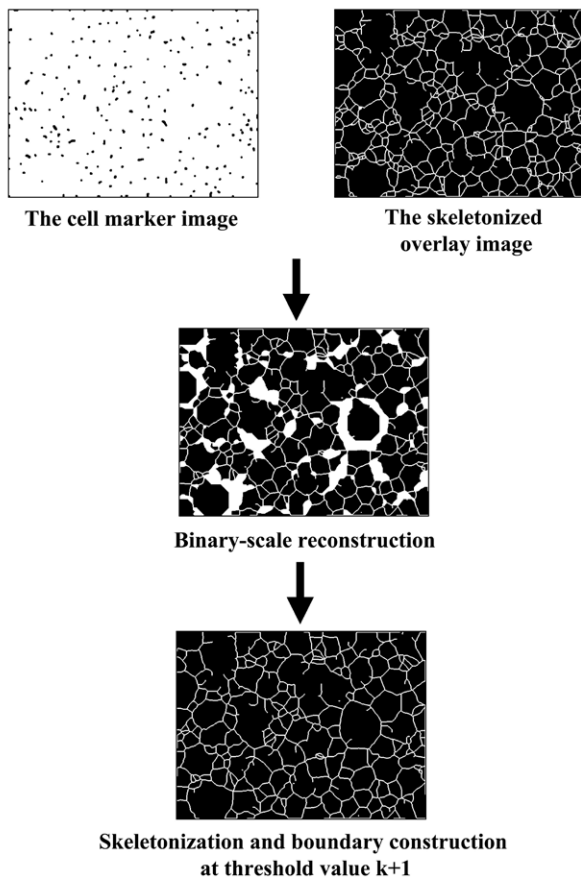 The cell marker image
The skeletonized
overlay image
Binary-scale reconstruction
Skeletonization and boundary construction
at threshold value k+1